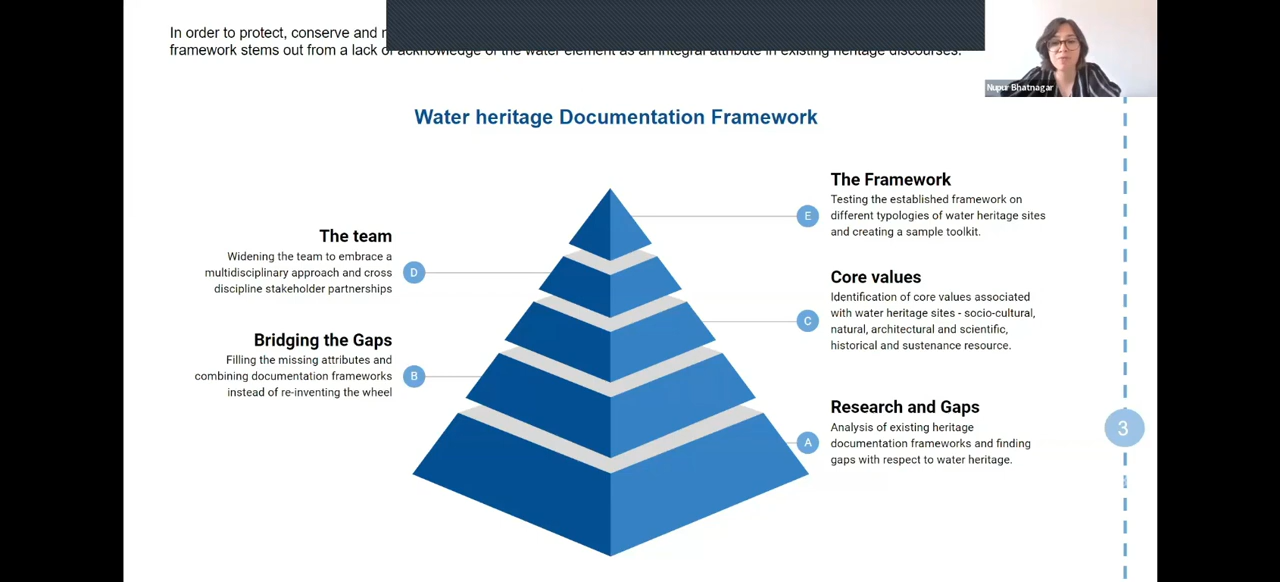 In order to protect, conserve and
framework stems out from a lack of acknowledge of the water element as an integral attribute in existing heritage discourses.
Nupur Bhatnagar
Water heritage Documentation Framework
The Framework
Testing the established framework on
different typologies of water heritage sites
and creating a sample toolkit.
E
The team
Widening the team to embrace a
multidisciplinary approach and cross
discipline stakeholder partnerships
D
Core values
Identification of core values associated
with water heritage sites - socio-cultural,
natural, architectural and scientific,
historical and sustenance resource.
C
Bridging the Gaps
Filling the missing attributes and
combining documentation frameworks
instead of re-inventing the wheel
B
Research and Gaps
Analysis of existing heritage
documentation frameworks and finding
gaps with respect to water heritage.
A
3